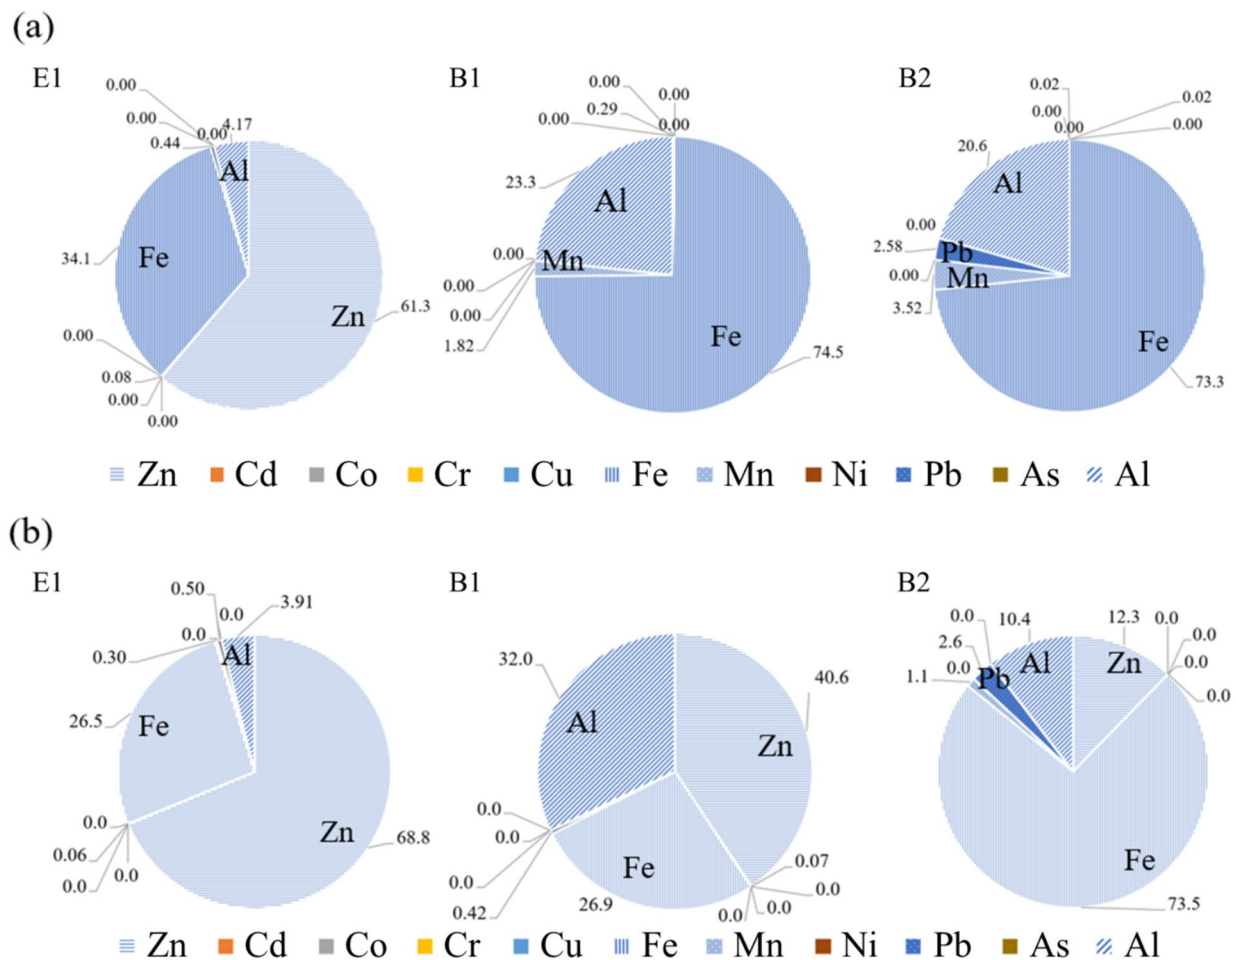 (a)
E1
B1
B2
0.00
0.00
0.00
4.17
0.44
Al
Fe
34.1
Zn
61.3
0.00
0.08
0.00
0.00
0.00
0.00
0.29
0.00
0.00
23.3
Al
0.00
Mn
0.00
0.00
1.82
Fe
74.5
0.02
0.02
0.00
0.00
0.00
20.6
Al
0.00
2.58
Pb
0.00
Mn
3.52
Fe
73.3
Zn Cd Co Cr Cu Fe Mn Ni Pb As Al
(b)
E1
B1
B2
0.50
0.0
3.91
0.0
0.30
Al
26.5
Fe
Zn
68.8
0.0
0.06
0.0
0.0
32.0
Al
40.6
Zn
0.0
0.0
0.0
0.42
Fe
26.9
0.07
0.0
0.0
0.0
0.0
10.4
12.3
0.0
2.6
0.0
0.0
0.0
1.1
Pb
Al
Zn
0.0
Fe
73.5
Zn Cd Co Cr Cu Fe Mn Ni Pb As Al